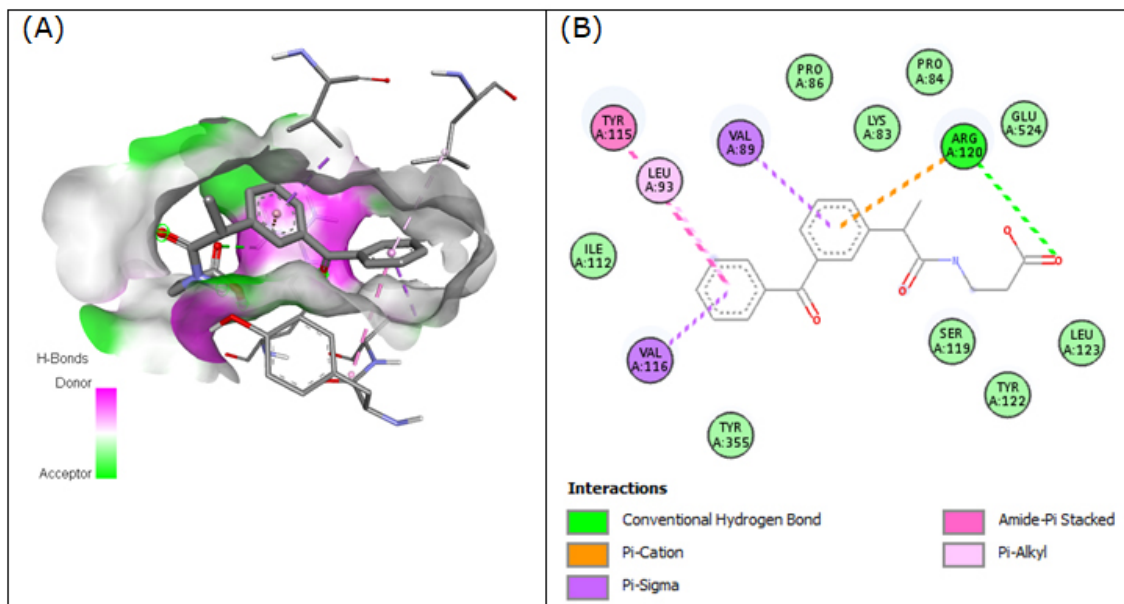 (A)
H-Bonds
Donor
Acceptor
(B)
PRO
A:86
PRO
A:84
TYR
A:115
VAL
A:89
LYS
A:83
ARG
A:120
GLU
A:524
LEU
A:93
ILE
A:112
O
O
O
N
O
VAL
A:116
SER
A:119
LEU
A:123
TYR
A:122
TYR
A:355
Interactions
Conventional Hydrogen Bond
Amide-Pi Stacked
Pi-Cation
Pi-Alkyl
Pi-Sigma